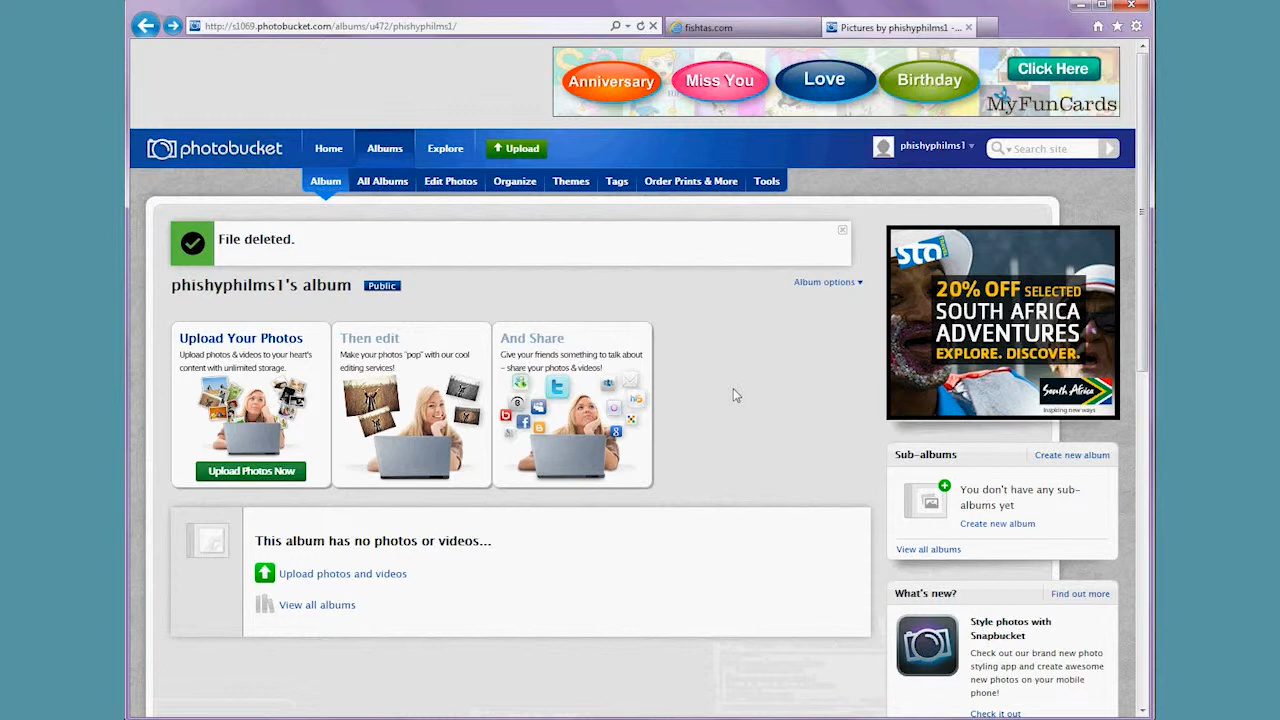 http://s1069.photobucket.com/albums/u472/phishyphilms1/
fishtas.com
Pictures by phishyphilms1 - ...
Anniversary
Miss You
Love
Birthday
Click Here
MyFunCards
photobucket
Home
Albums
Explore
Upload
phishyphilms1
Search site
Album
All Albums
Edit Photos
Organize
Themes
Tags
Order Prints & More
Tools
File deleted.
phishyphilms1's album
Public
Album options
Upload Your Photos
Upload photos & videos to your heart's
content with unlimited storage.
Upload Photos Now
Then edit
Make your photos "pop" with our cool
editing services!
And Share
Give your friends something to talk about
– share your photos & videos!
This album has no photos or videos...
Upload photos and videos
View all albums
sta
20% OFF SELECTED
SOUTH AFRICA
ADVENTURES
EXPLORE. DISCOVER.
South Africa
Inspiring new ways
Sub-albums
Create new album
You don't have any sub-
albums yet
Create new album
View all albums
What's new?
Find out more
Style photos with
Snapbucket
Check out our brand new photo
styling app and create awesome
new photos on your mobile
phone!
Check it out